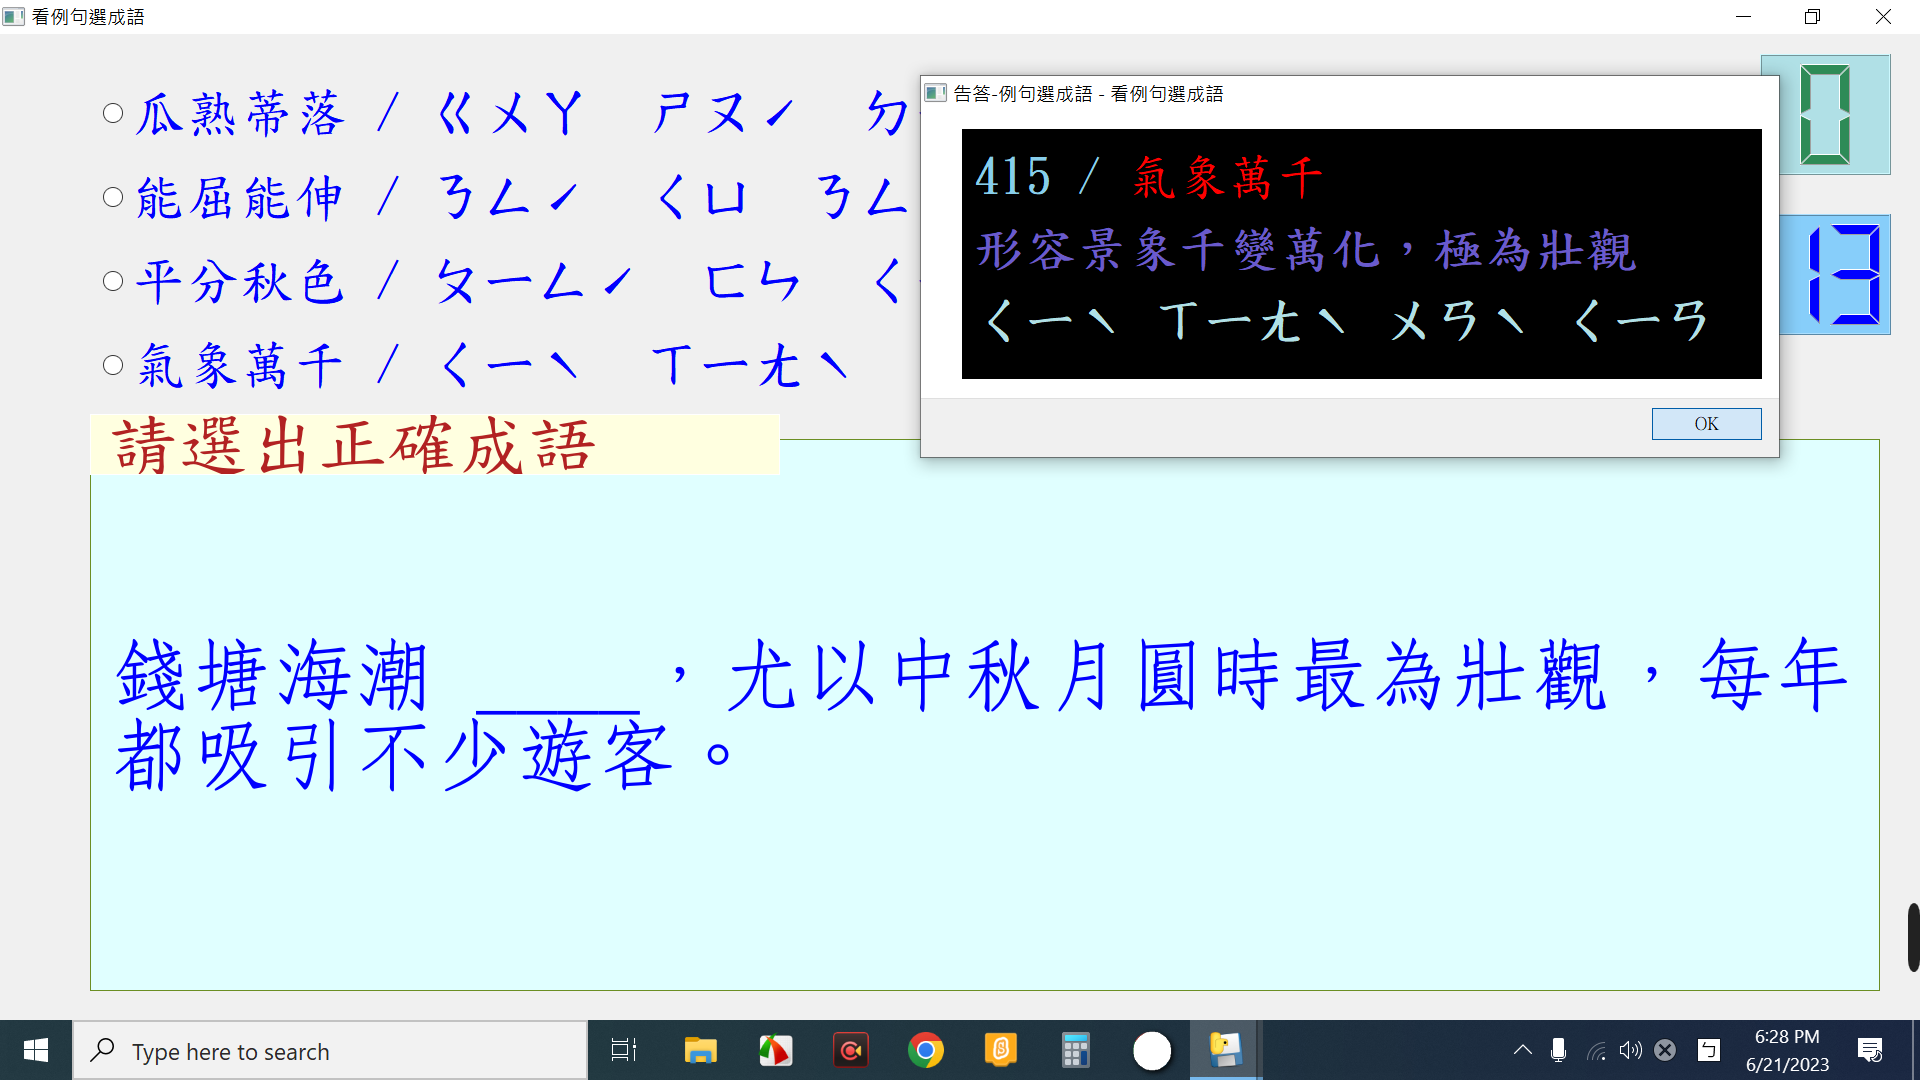 看例句選成語
瓜熟蒂落 / ㄍㄨㄚ ㄕㄡˊ ㄉ
能屈能伸 / ㄋㄥˊ ㄑㄩ ㄋㄥ
平分秋色 / ㄆㄧㄥˊ ㄈㄣ ㄑ
氣象萬千 / ㄑㄧˋ ㄒㄧㄤˋ
告答-例句選成語 - 看例句選成語
415 / 氣象萬千
形容景象千變萬化，極為壯觀
ㄑㄧˋ ㄒㄧㄤˋ ㄨㄢˋ ㄑㄧㄢ
OK
0
13
請選出正確成語
錢塘海潮 ____ ，尤以中秋月圓時最為壯觀，每年
都吸引不少遊客。
Type here to search
ㄅ
6:28 PM
6/21/2023